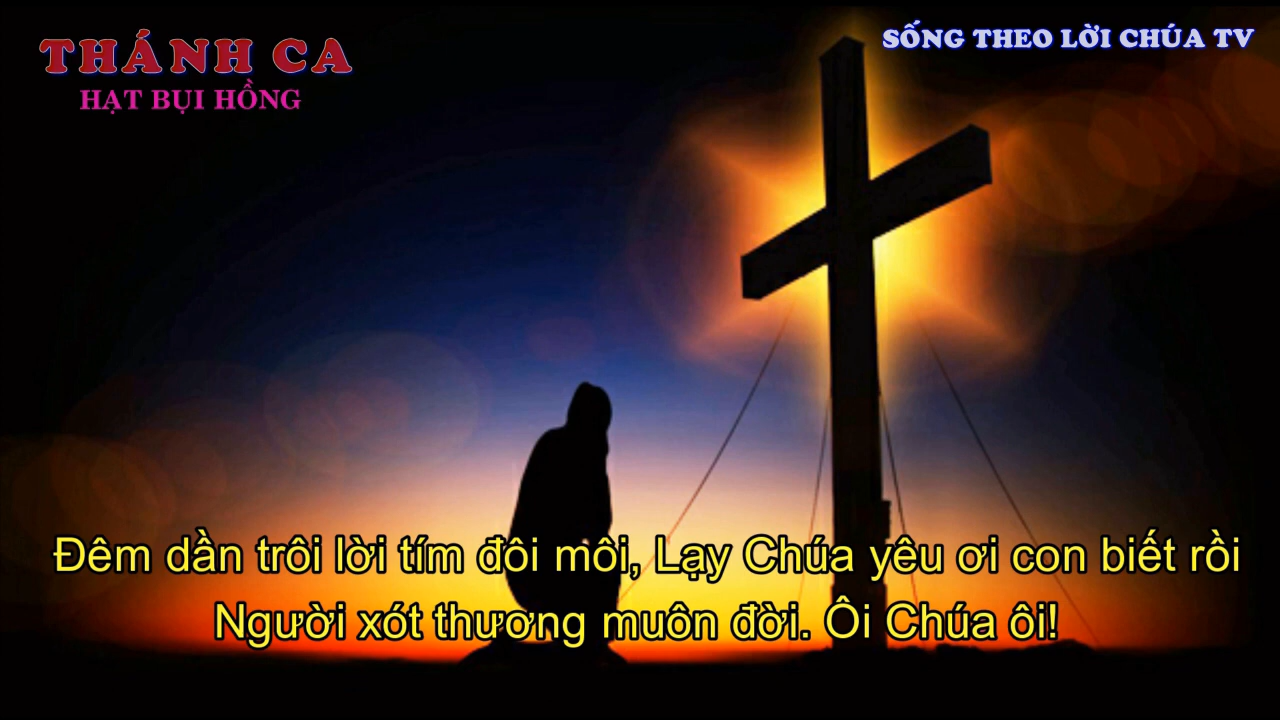 THÁNH CA
HẠT BỤI HỒNG
SỐNG THEO LỜI CHÚA TV
Đêm dần trôi lời tím đôi môi, Lạy Chúa yêu ơi con biết rồi
Người xót thương muôn đời. Ôi Chúa ôi!